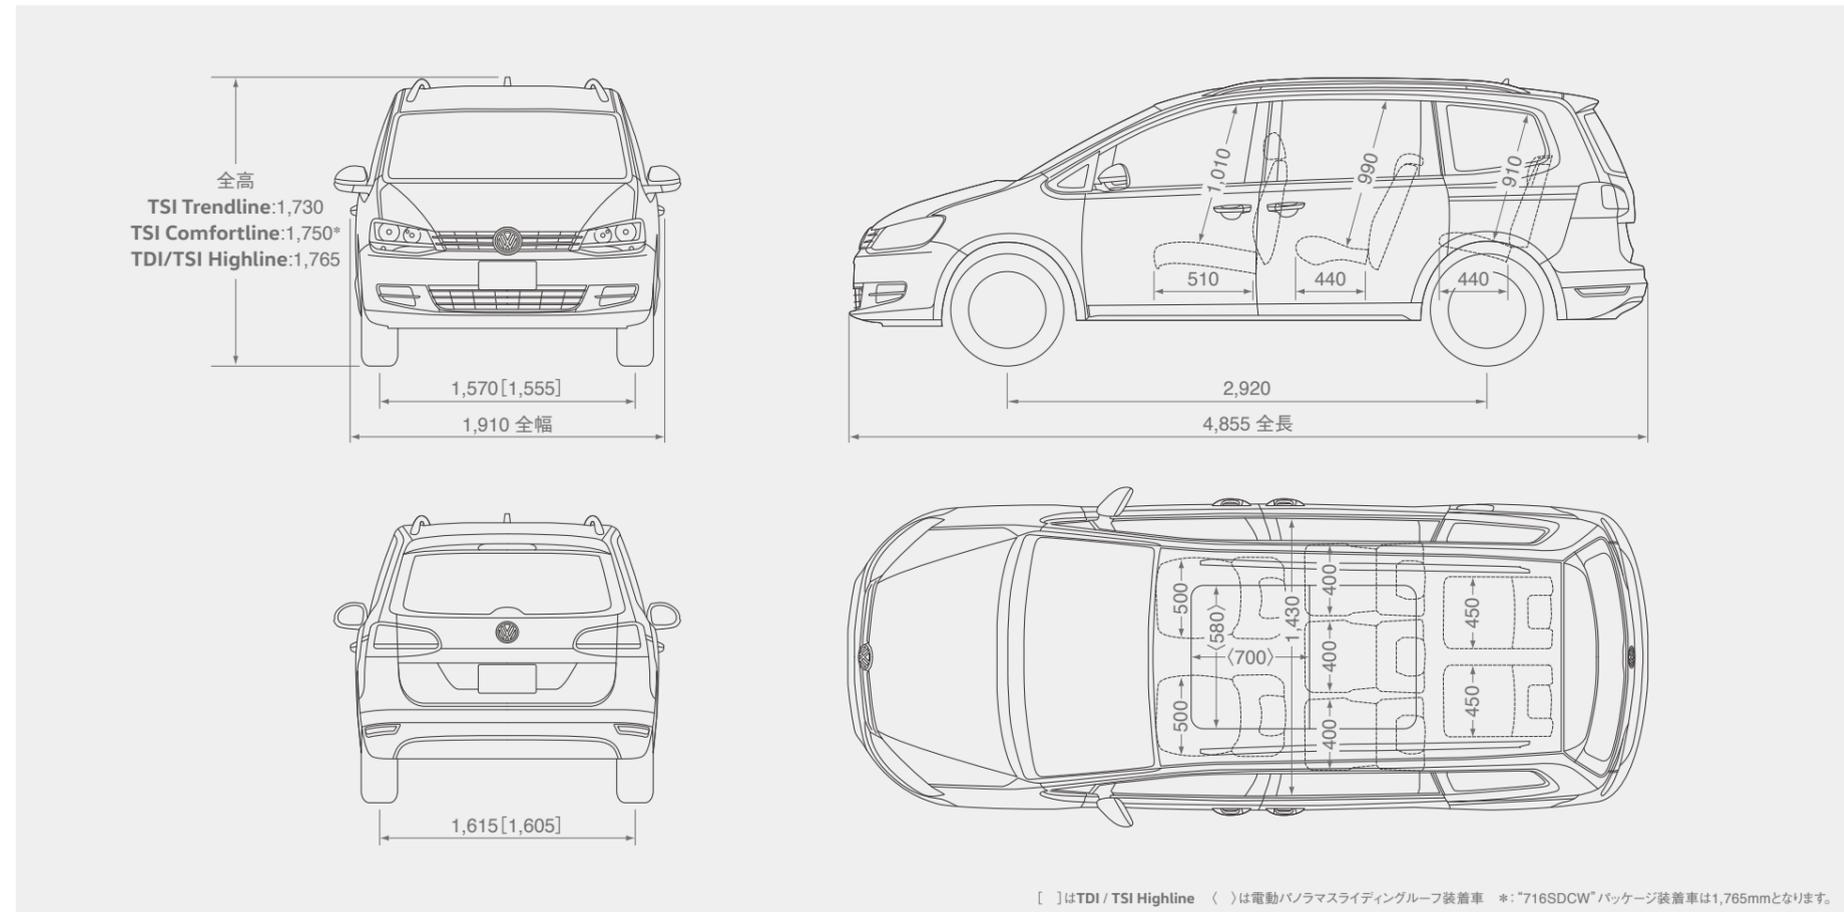 全高
TSI Trendline:1,730
TSI Comfortline:1,750*
TDI/TSI Highline:1,765
1,570[1,555]
1,910 全幅
1,010
990
910
510
440
440
2,920
4,855 全長
1,615[1,605]
500
500
〈580〉
〈700〉
1,430
400
400
400
450
450
[ ]はTDI / TSI Highline 〈 〉は電動パノラマスライディングルーフ装着車 *:“716SDCW”パッケージ装着車は1,765mmとなります。